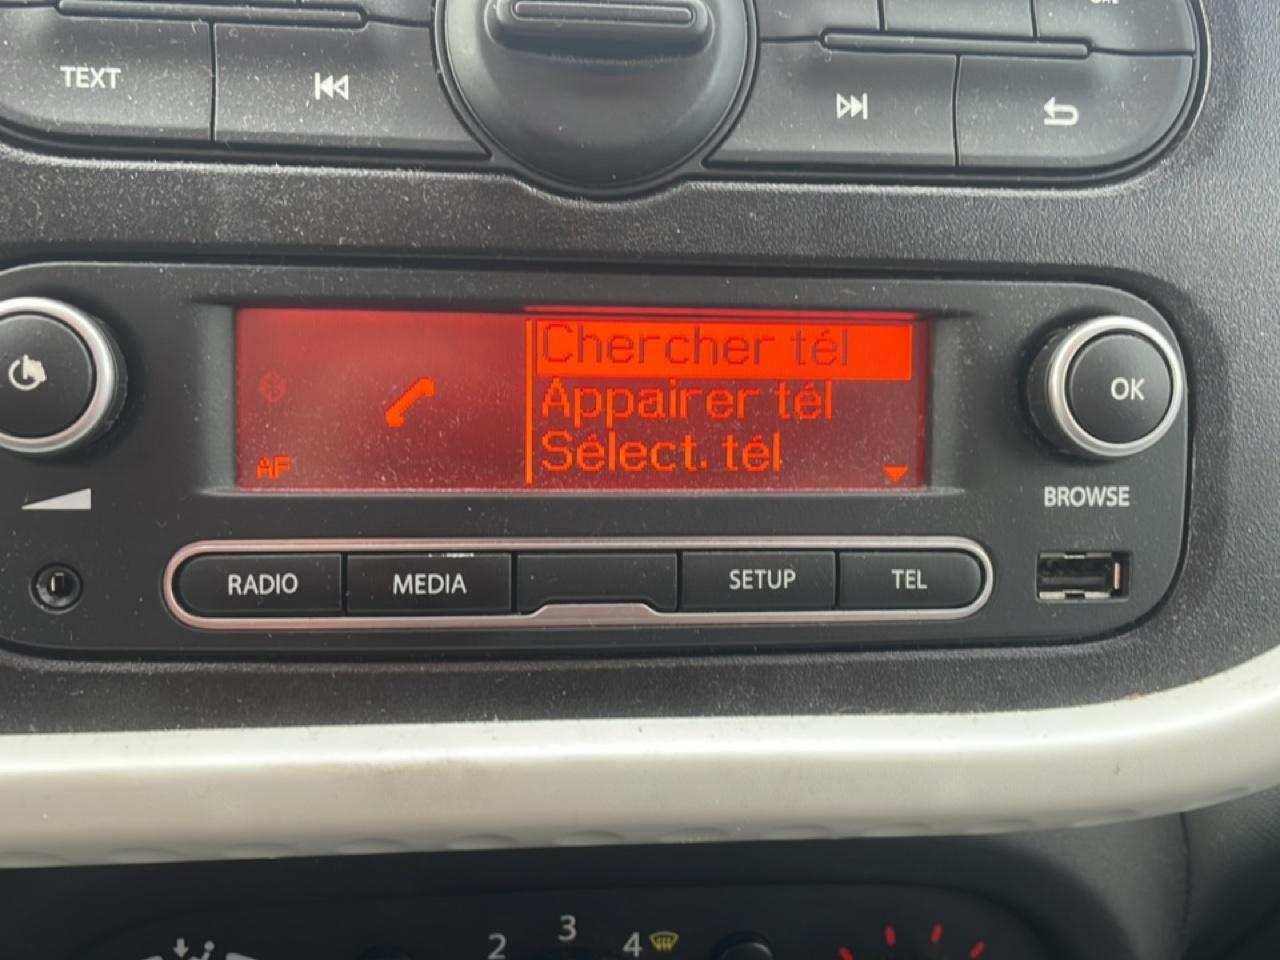 TEXT
Chercher tél
Appairer tél
Sélect. tél
AF
OK
BROWSE
RADIO
MEDIA
SETUP
TEL
2
3
4